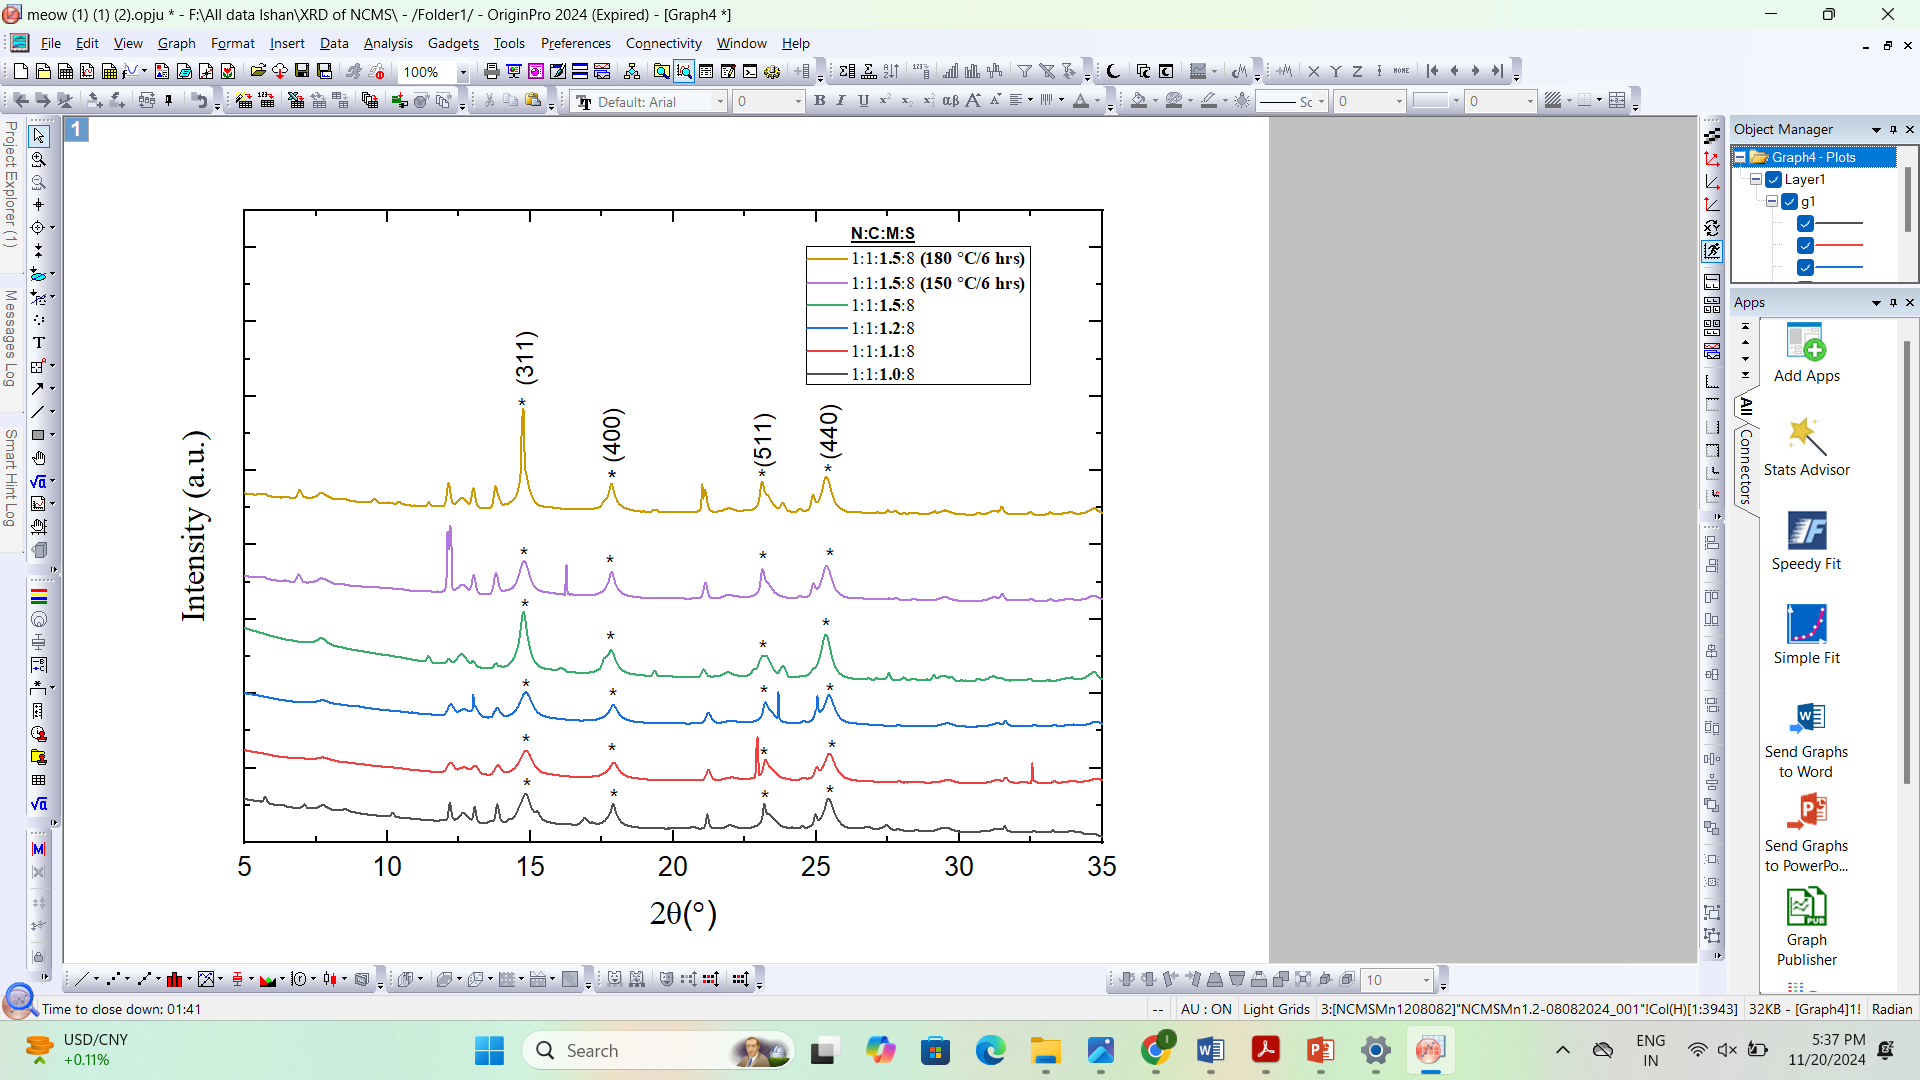 meow (1) (1) (2).opju * - F:\All data Ishan\XRD of NCMS\ - /Folder1/ - OriginPro 2024 (Expired) - [Graph4 *]
File Edit View Graph Format Insert Data Analysis Gadgets Tools Preferences Connectivity Window Help
100%
Default: Arial 0 B I U αβ A A A Sc 0 0
Project Explorer (1)
Messages Log
Smart Hint Log
1
N:C:M:S
1:1:1.5:8 (180 °C/6 hrs)
1:1:1.5:8 (150 °C/6 hrs)
1:1:1.5:8
1:1:1.2:8
1:1:1.1:8
1:1:1.0:8
(311)
(400)
(511)
(440)
Intensity (a.u.)
5 10 15 20 25 30 35
2θ(°)
Object Manager
Graph4 - Plots
Layer1
g1
Apps
All
Connectors
Add Apps
Stats Advisor
Speedy Fit
Simple Fit
Send Graphs
to Word
Send Graphs
to PowerPo...
Graph
Publisher
10
Time to close down: 01:41
-- AU : ON Light Grids 3:[NCMSMn1208082]"NCMSMn1.2-08082024_001"!Col(H)[1:3943] 32KB - [Graph4]1! Radian
USD/CNY
+0.11%
Search
ENG
IN
5:37 PM
11/20/2024